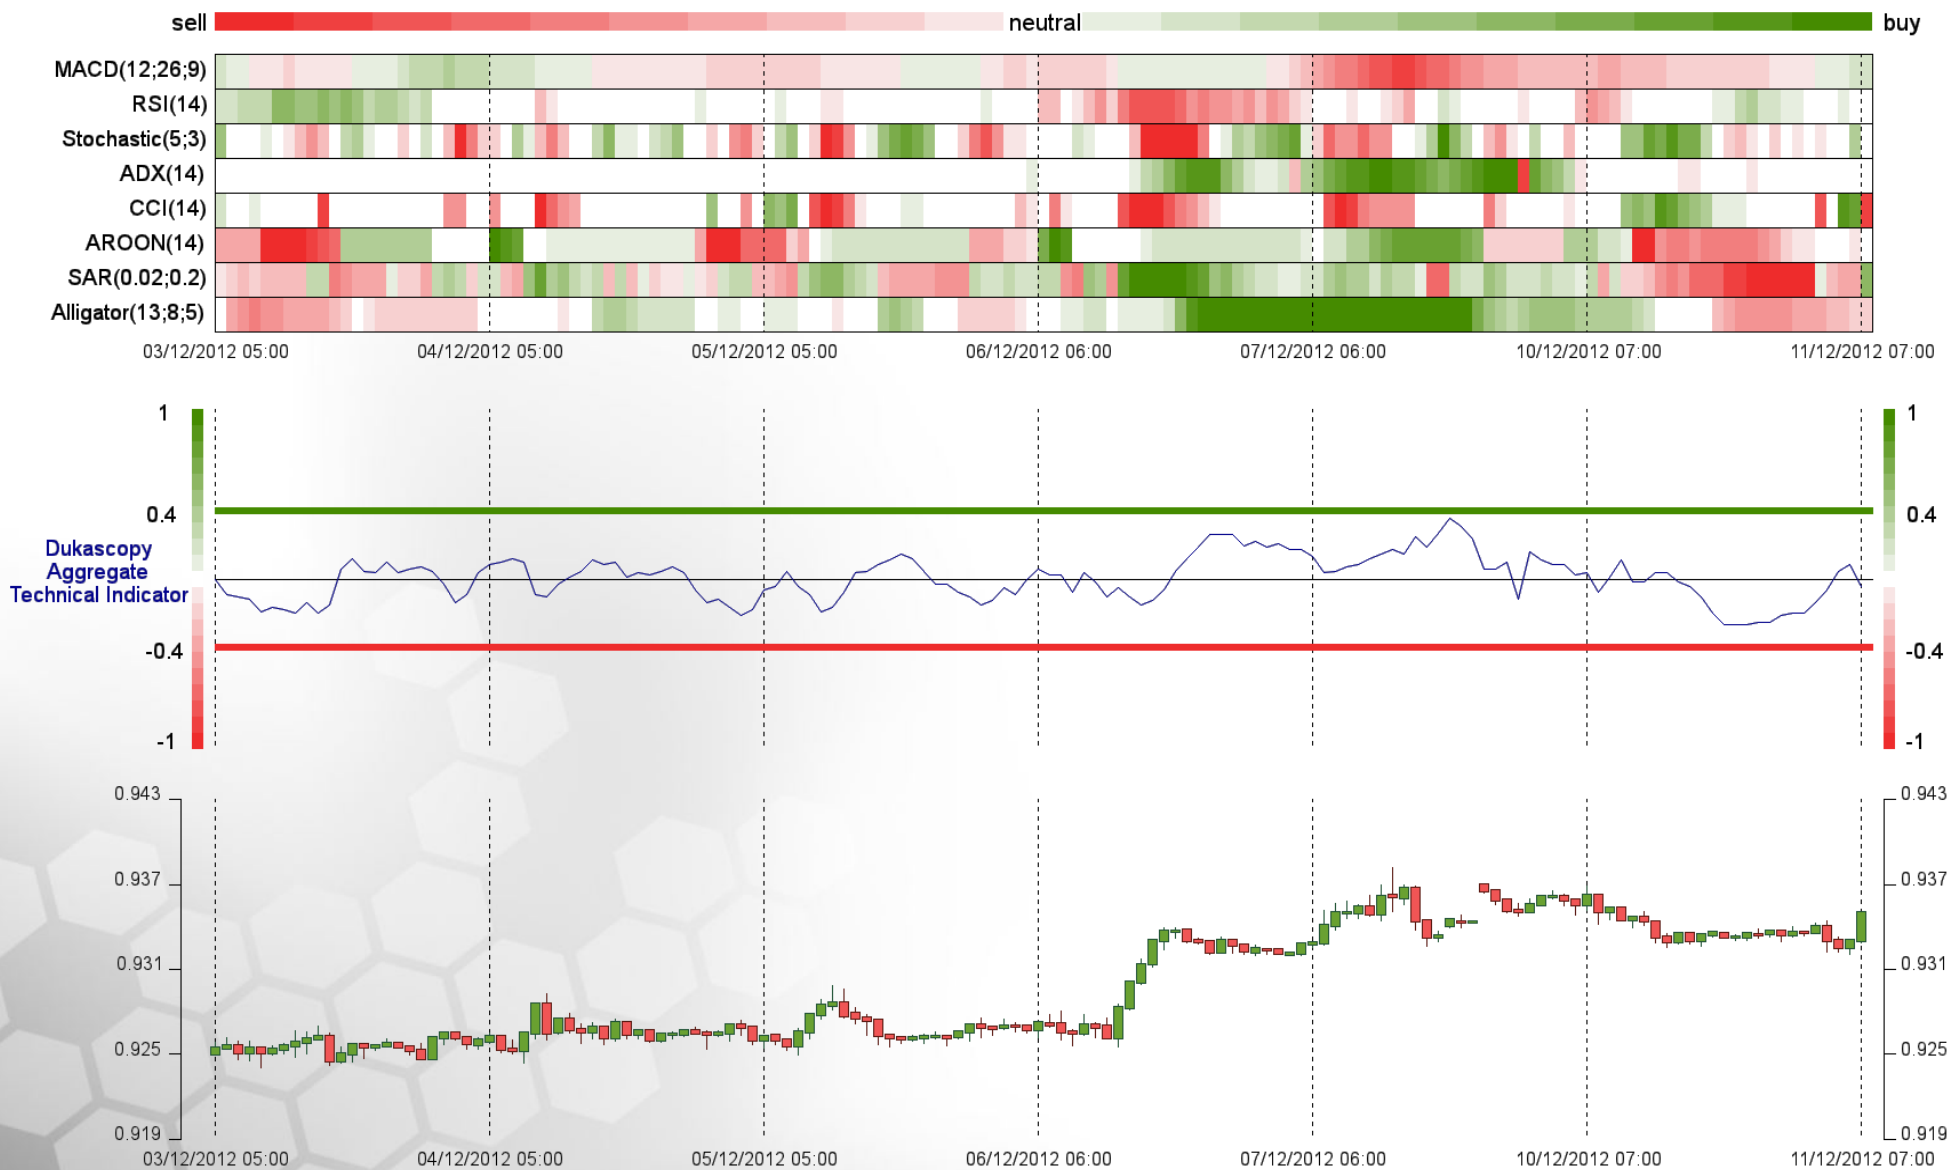 sell neutral buy
MACD(12;26;9)
RSI(14)
Stochastic(5;3)
ADX(14)
CCI(14)
AROON(14)
SAR(0.02;0.2)
Alligator(13;8;5)
03/12/2012 05:00 04/12/2012 05:00 05/12/2012 05:00 06/12/2012 06:00 07/12/2012 06:00 10/12/2012 07:00 11/12/2012 07:00
1 1
0.4 0.4
Dukascopy
Aggregate
Technical Indicator
-0.4 -0.4
-1 -1
0.943 0.943
0.937 0.937
0.931 0.931
0.925 0.925
0.919 0.919
03/12/2012 05:00 04/12/2012 05:00 05/12/2012 05:00 06/12/2012 06:00 07/12/2012 06:00 10/12/2012 07:00 11/12/2012 07:00